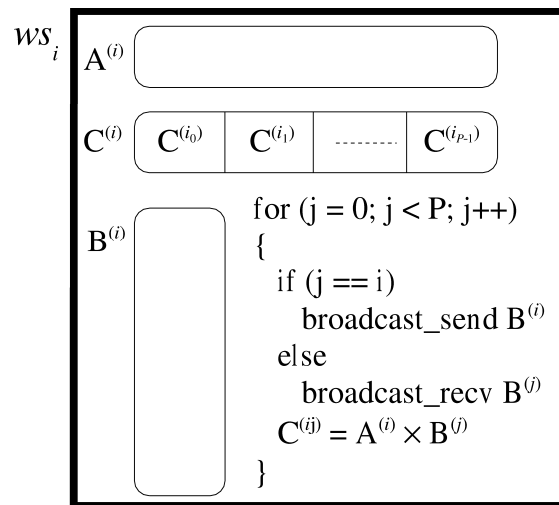 ws_i
A^(i)
C^(i) C^(i_0) C^(i_1) -------- C^(i_P-1)
B^(i)
for (j = 0; j < P; j++)
{
if (j == i)
broadcast_send B^(i)
else
broadcast_recv B^(j)
C^(ij) = A^(i) × B^(j)
}